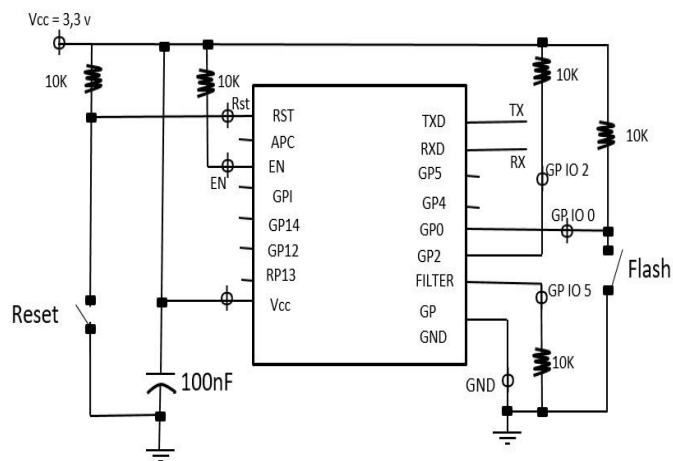 Vcc = 3,3 v
10K
10K
10K
10K
Rst
EN
RST
APC
EN
GPI
GP14
GP12
RP13
Vcc
TXD
RXD
GP5
GP4
GP0
GP2
FILTER
GP
GND
TX
RX
GP IO 2
GP IO 0
GP IO 5
Flash
Reset
100nF
10K
GND